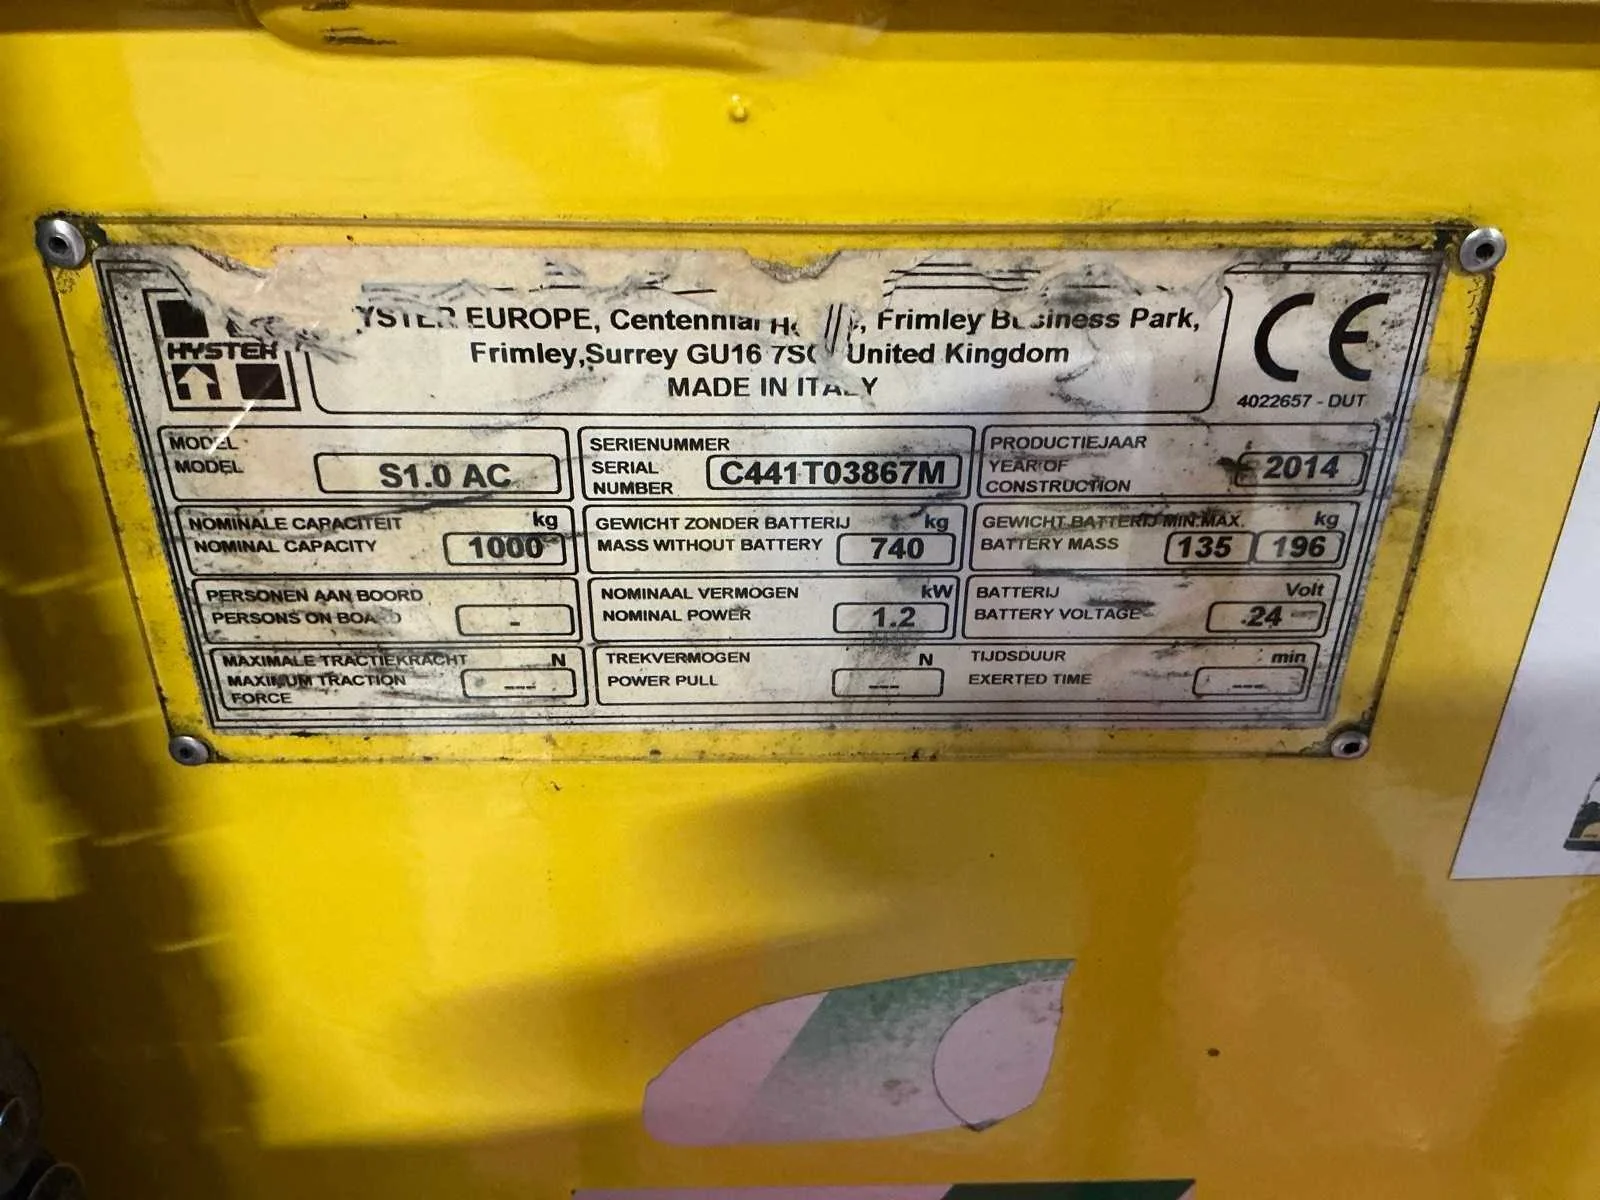 HYSTER
EUROPE, Centennial Frimley Business Park,
Frimley, Surrey GU16 United Kingdom
MADE IN ITALY
CE
4022657 - DUT
MODEL
MODEL
S1.0 AC
SERIENUMMER
SERIAL
NUMBER
C441T03867M
PRODUCTIEJAAR
YEAR OF
CONSTRUCTION
2014
NOMINALE CAPACITEIT kg
NOMINAL CAPACITY 1000
GEWICHT ZONDER BATTERIJ kg
MASS WITHOUT BATTERY 740
GEWICHT BATTERIJ MIN.MAX. kg
BATTERY MASS 135 196
PERSONEN AAN BOORD
PERSONS ON BOARD -
NOMINAAL VERMOGEN kW
NOMINAL POWER 1.2
BATTERIJ Volt
BATTERY VOLTAGE 24
MAXIMALE TRACTIEKRACHT N
MAXIMUM TRACTION
FORCE ---
TREKVERMOGEN N
POWER PULL ---
TIJDSDUUR min
EXERTED TIME ---